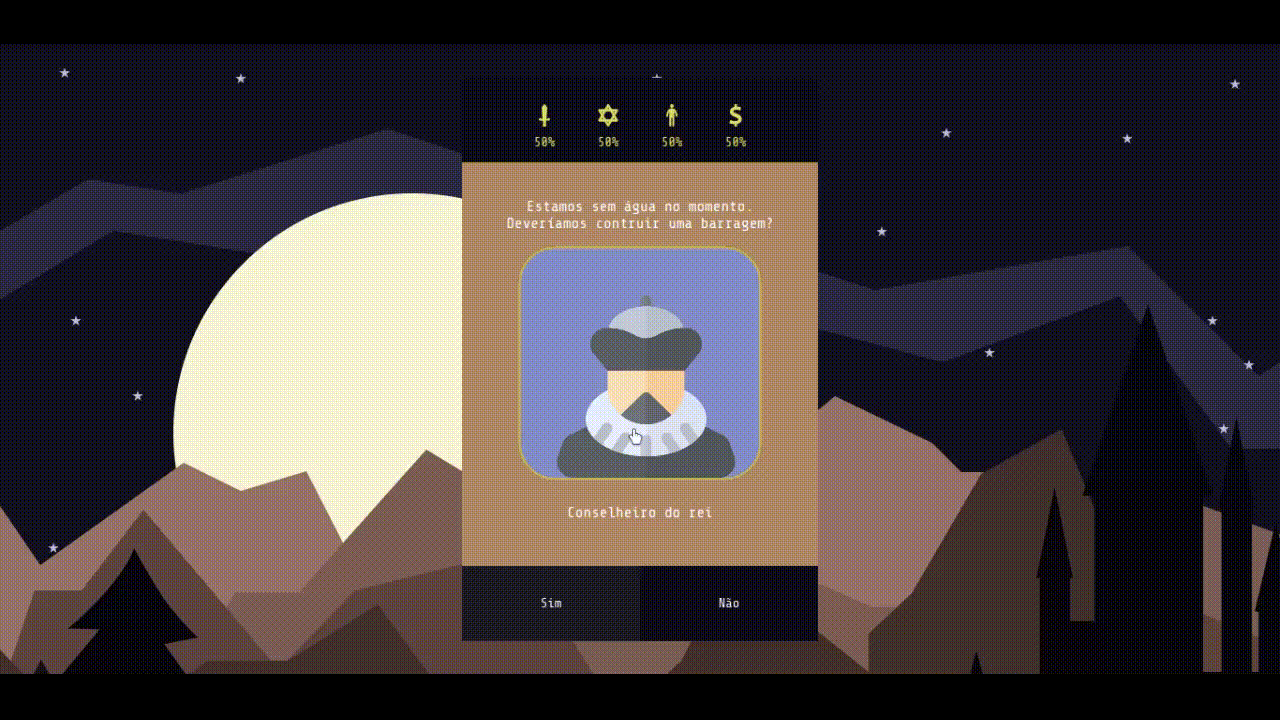 50% 50% 50% 50%
Estamos sem água no momento.
Deveríamos contruir uma barragem?
Conselheiro do rei
Sim Não